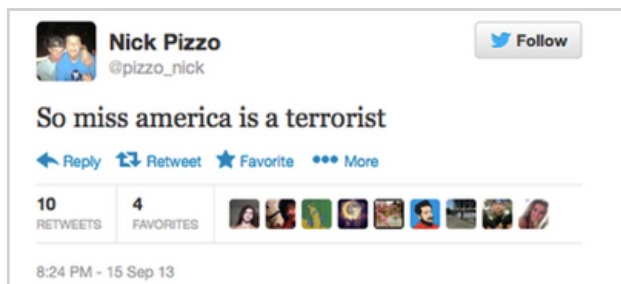 Nick Pizzo
Follow
@pizzo_nick
So miss america is a terrorist
Reply Retweet Favorite More
10 4
RETWEETS FAVORITES
8:24 PM - 15 Sep 13